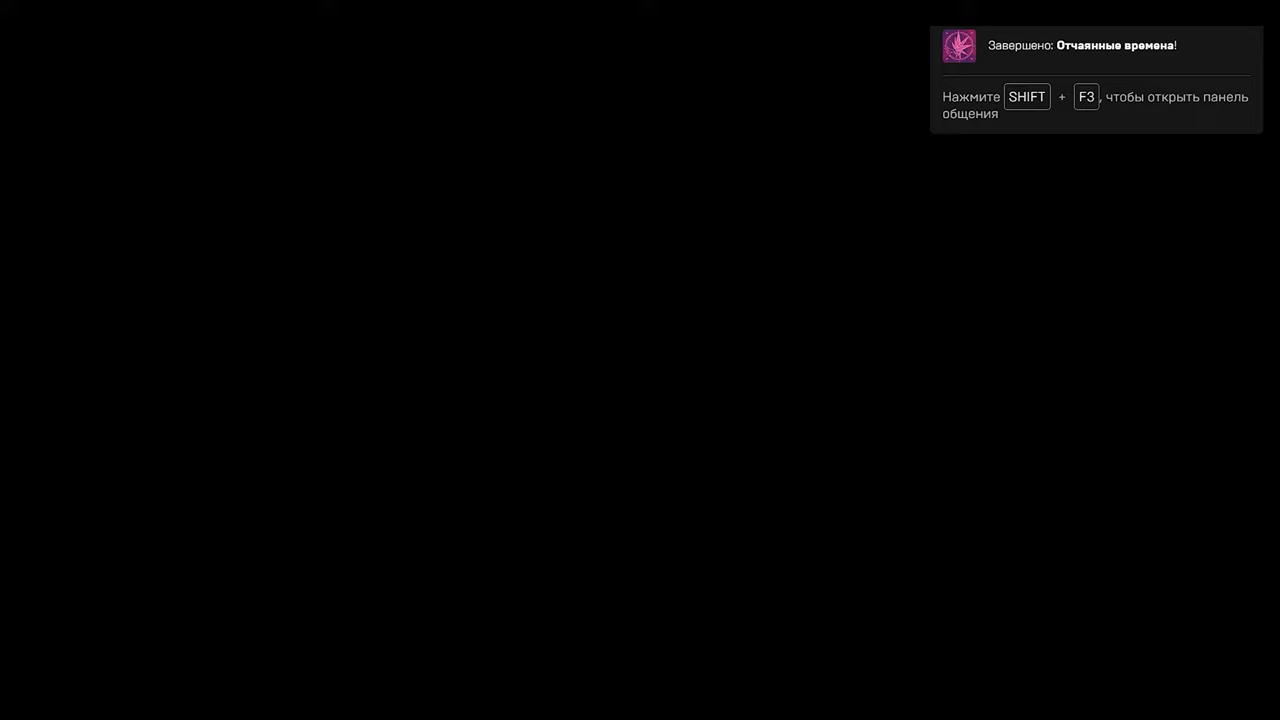 Завершено: Отчаянные времена!
Нажмите SHIFT + F3, чтобы открыть панель
общения